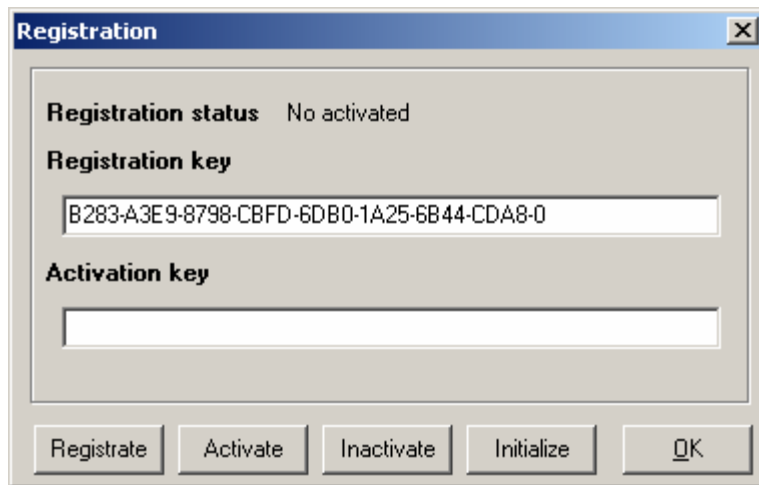 Registration
Registration status No activated
Registration key
B283-A3E9-8798-CBFD-6DB0-1A25-6B44-CDA8-0
Activation key
Registrate Activate Inactivate Initialize OK